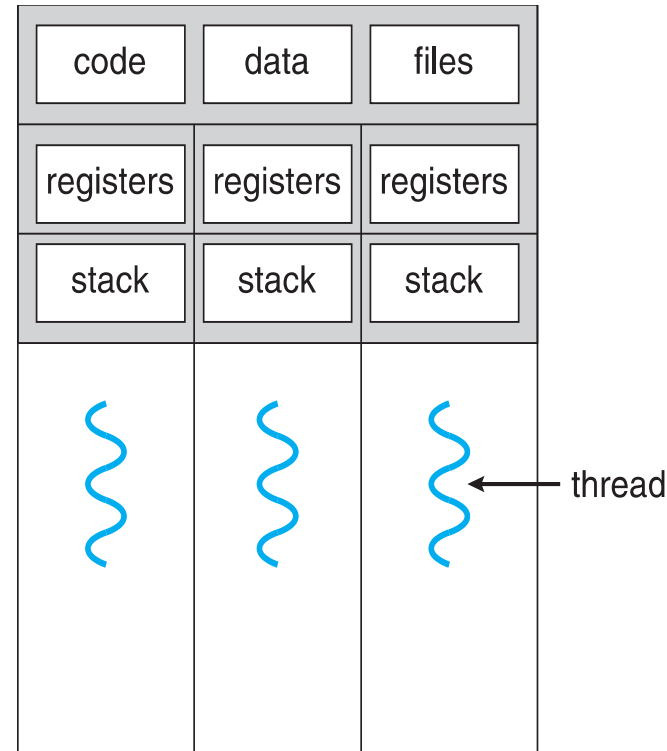 code data files
registers registers registers
stack stack stack
thread